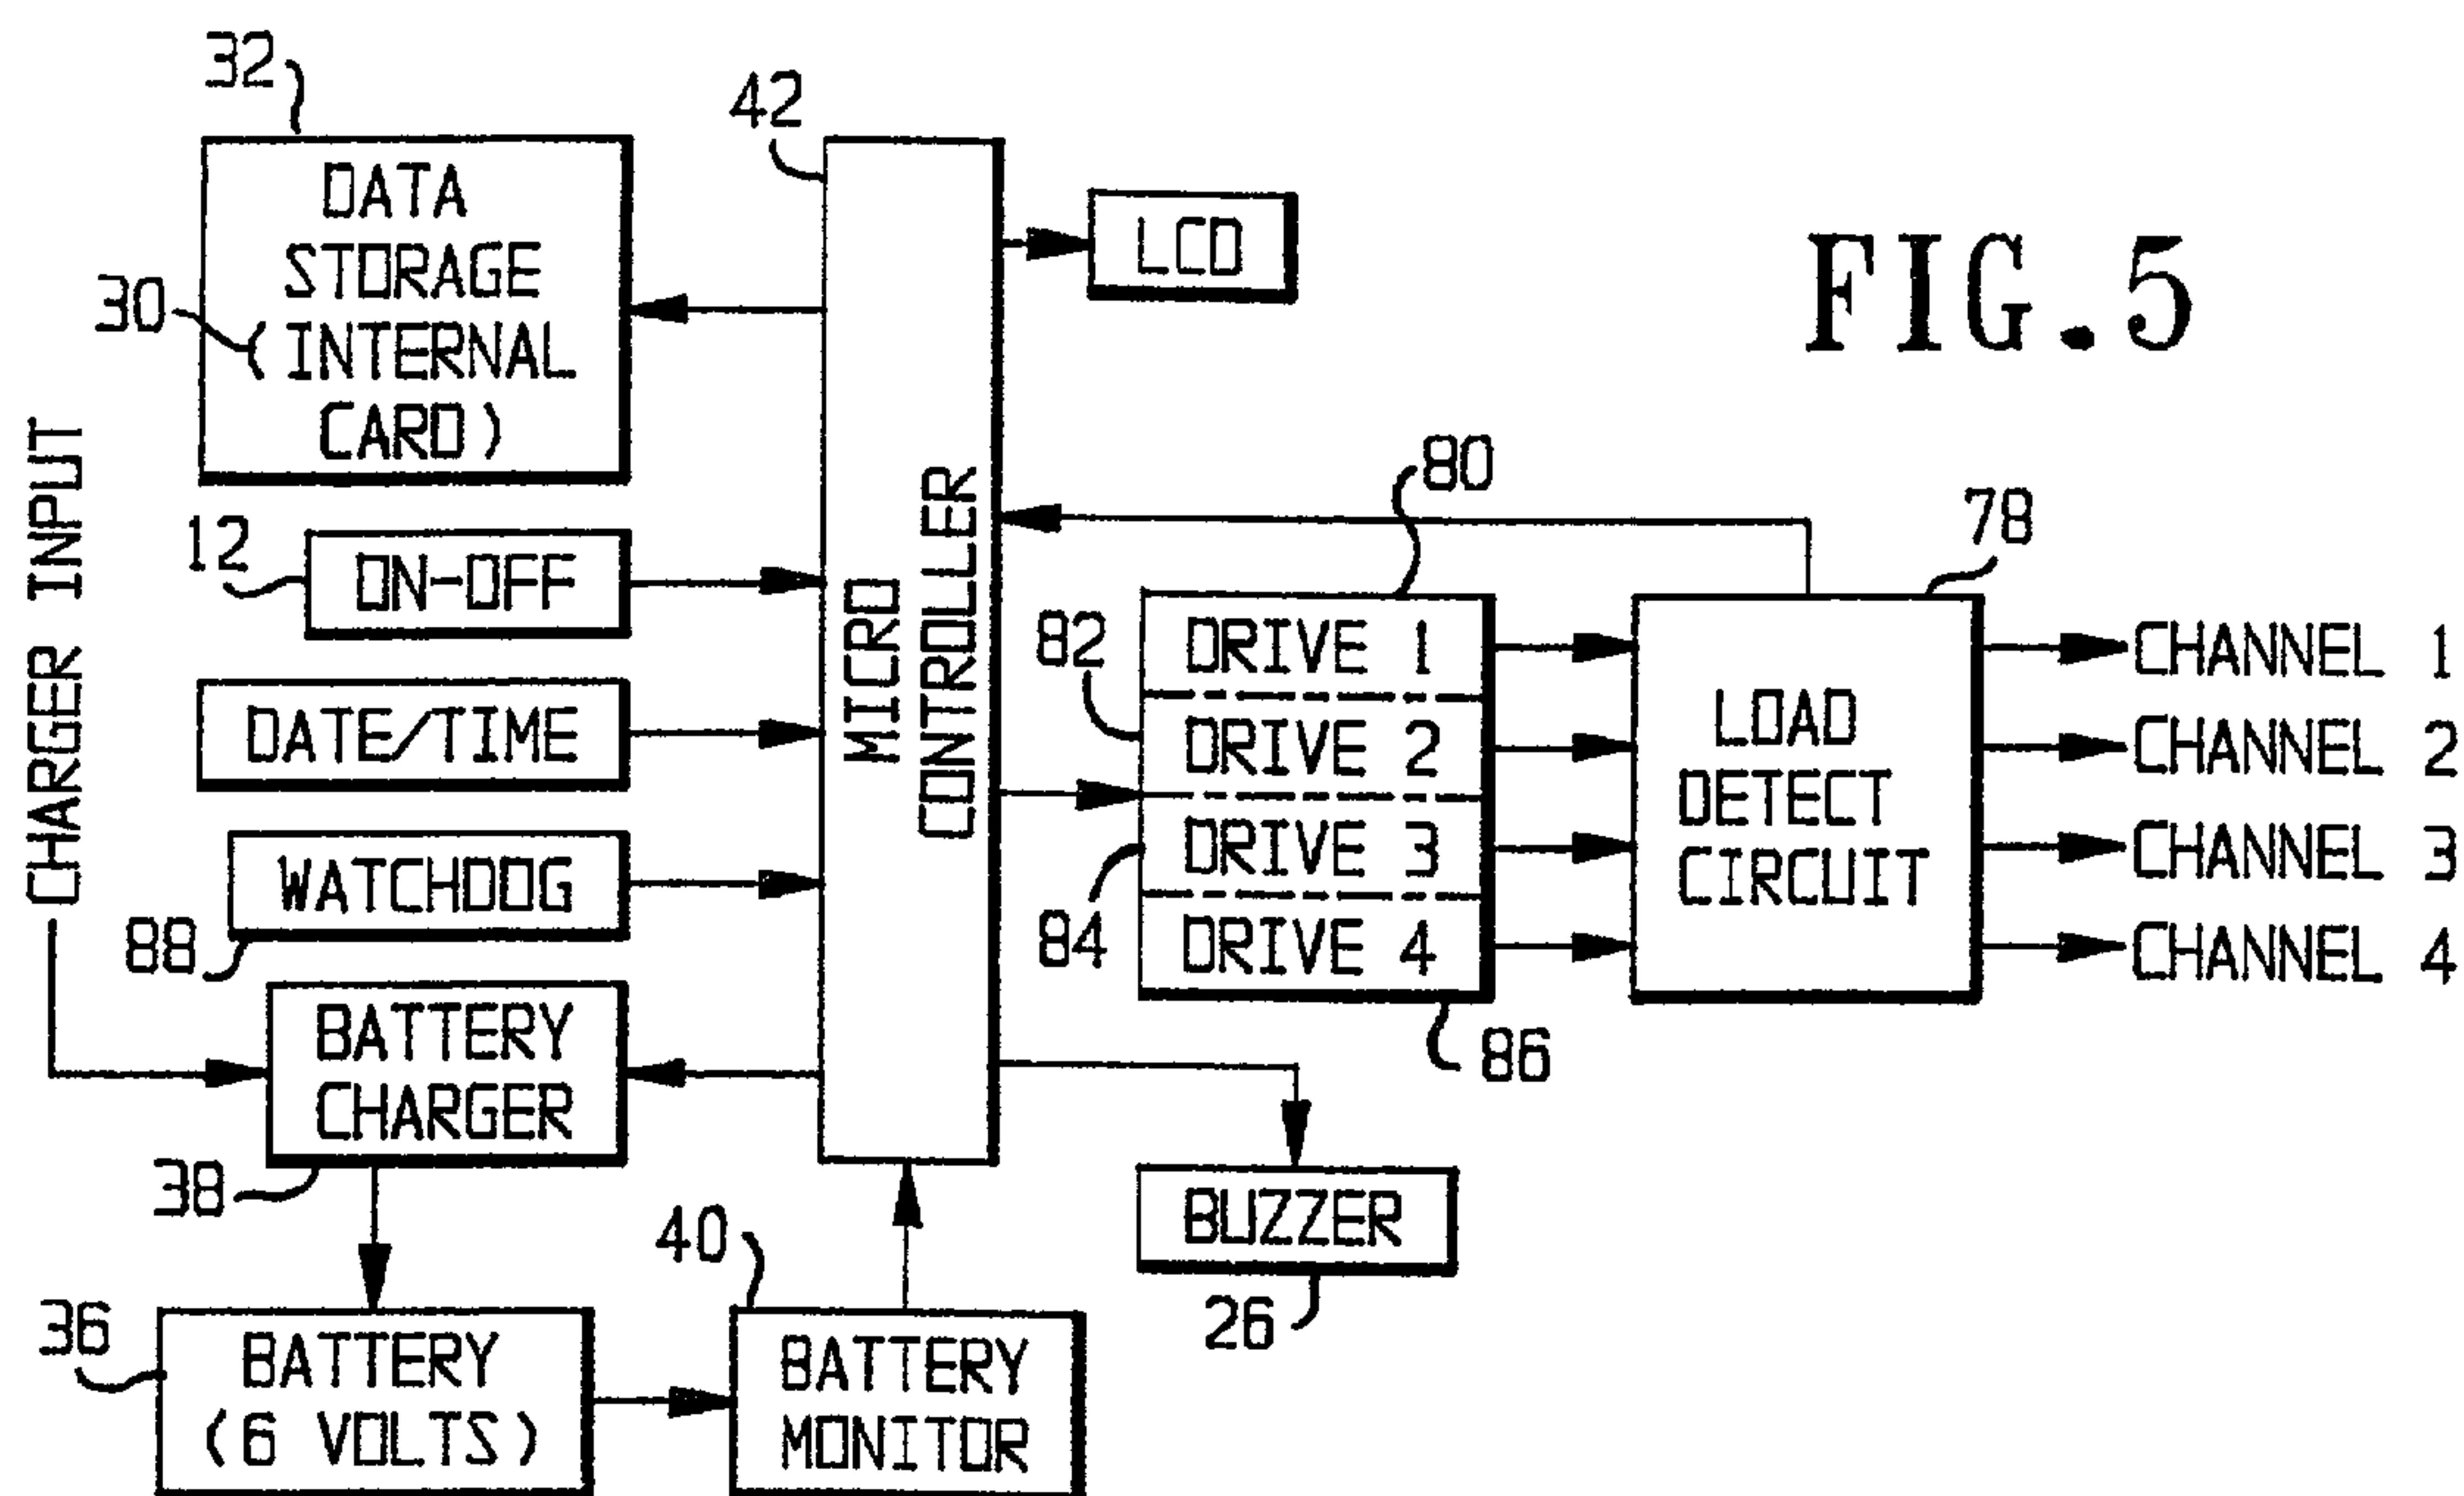 FIG.5
32
42
DATA
STORAGE
(INTERNAL
CARD)
30
LCD
CHARGER INPUT
12
ON-OFF
DATE/TIME
WATCHDOG
88
BATTERY
CHARGER
38
36
BATTERY
(6 VOLTS)
40
BATTERY
MONITOR
MICRO
CONTROLLER
80
82
84
86
DRIVE 1
DRIVE 2
DRIVE 3
DRIVE 4
78
LOAD
DETECT
CIRCUIT
CHANNEL 1
CHANNEL 2
CHANNEL 3
CHANNEL 4
BUZZER
26